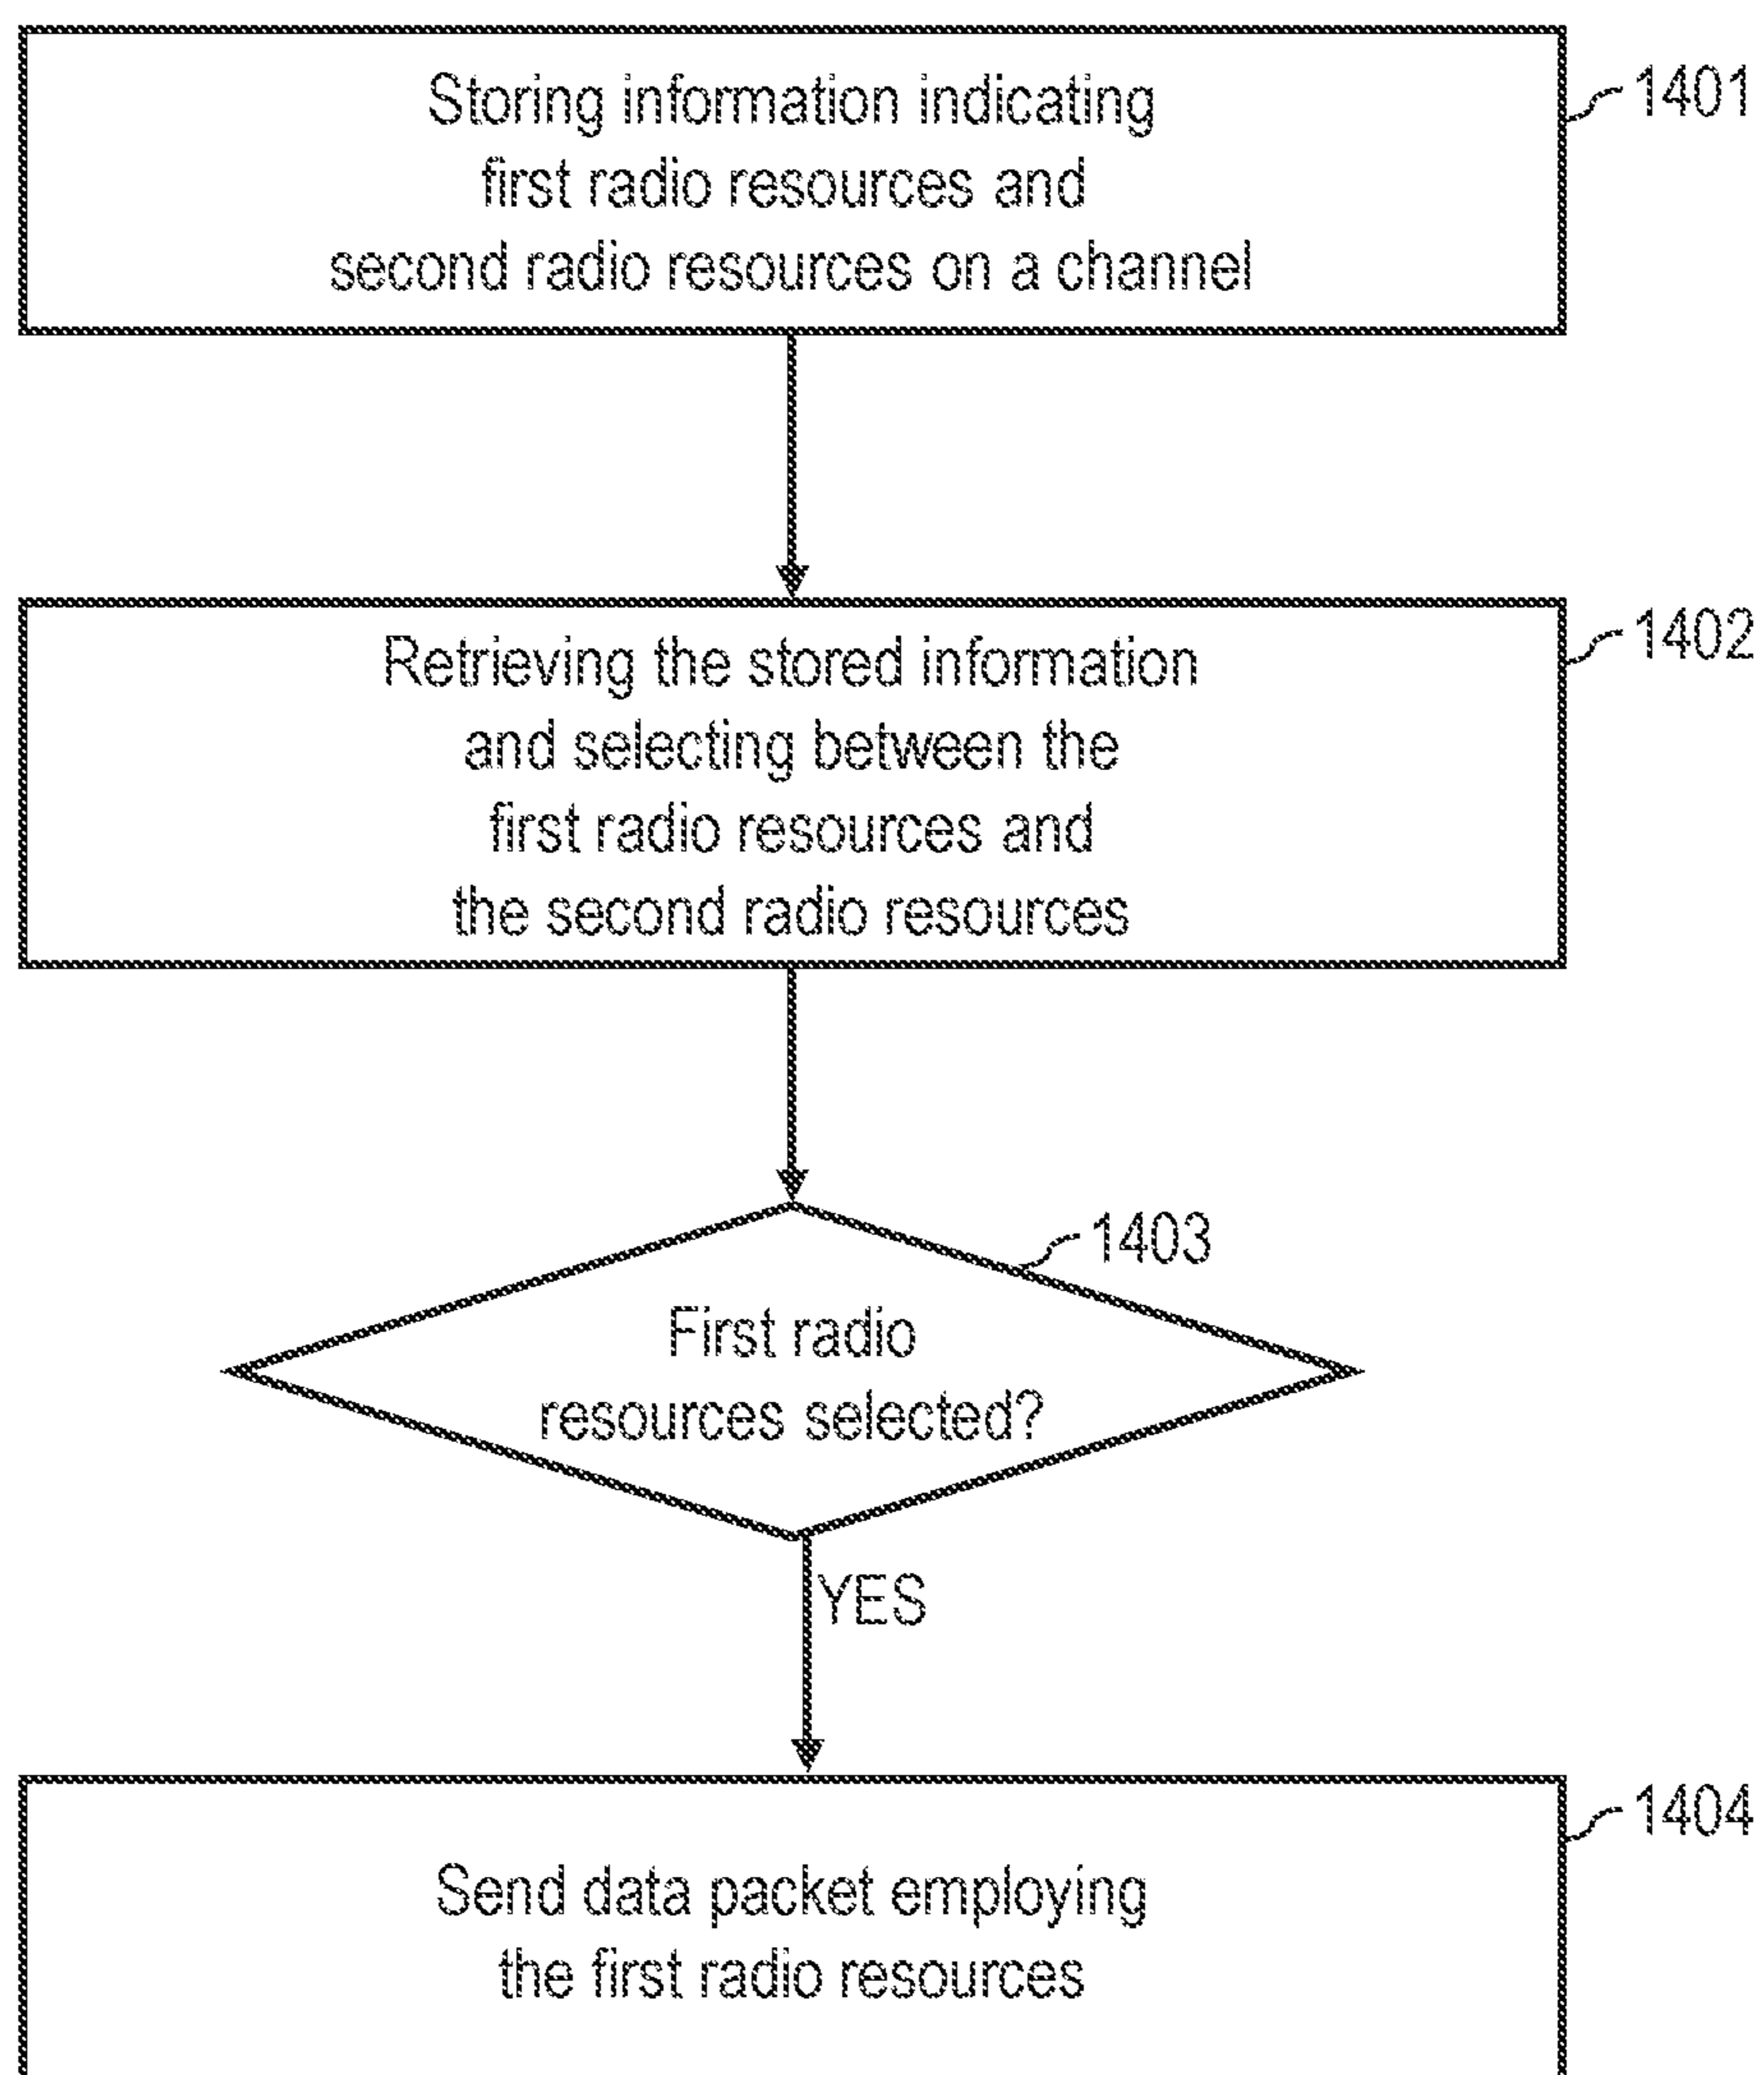 Storing information indicating
first radio resources and
second radio resources on a channel
1401
Retrieving the stored information
and selecting between the
first radio resources and
the second radio resources
1402
1403
First radio
resources selected?
YES
Send data packet employing
the first radio resources
1404